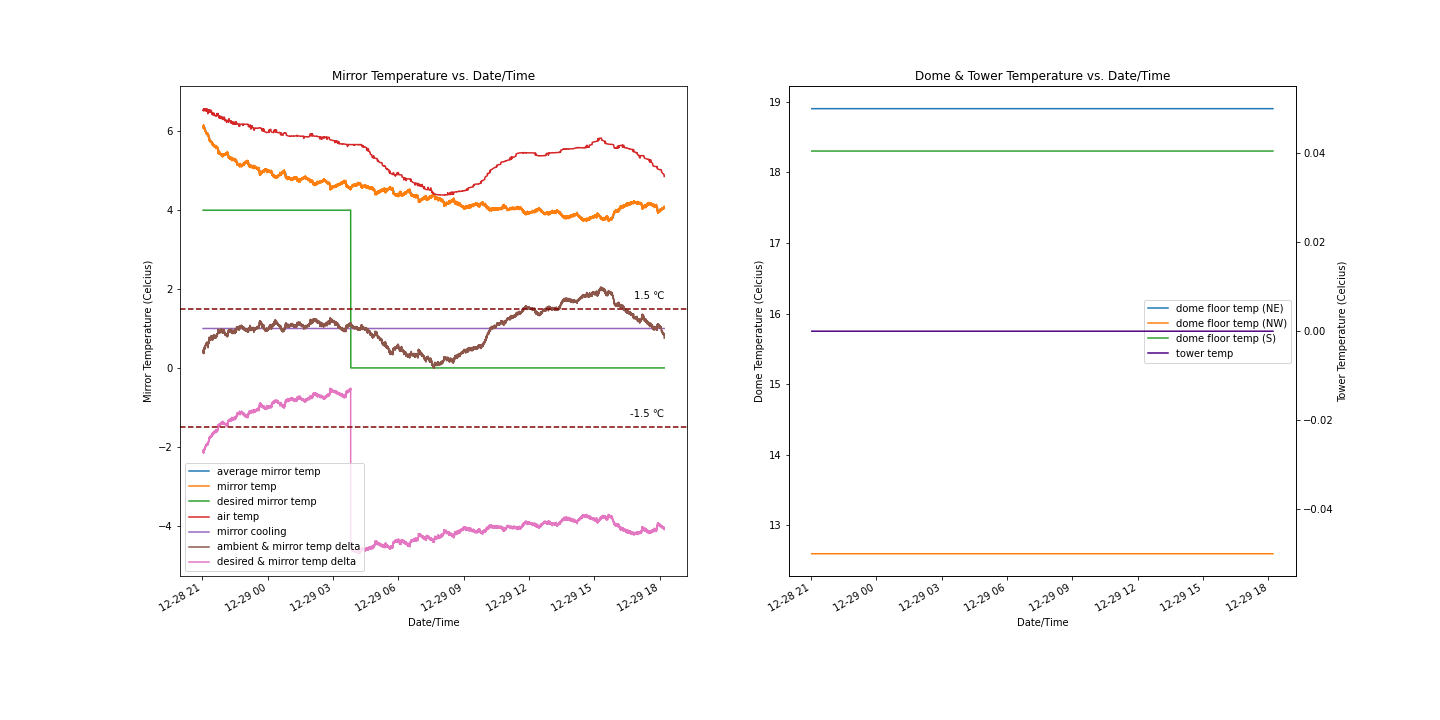 Mirror Temperature vs. Date/Time
Mirror Temperature (Celcius)
6
4
2
0
−2
−4
1.5 °C
-1.5 °C
average mirror temp
mirror temp
desired mirror temp
air temp
mirror cooling
ambient & mirror temp delta
desired & mirror temp delta
12-28 21
12-29 00
12-29 03
12-29 06
12-29 09
12-29 12
12-29 15
12-29 18
Date/Time
Dome & Tower Temperature vs. Date/Time
Dome Temperature (Celcius)
19
18
17
16
15
14
13
dome floor temp (NE)
dome floor temp (NW)
dome floor temp (S)
tower temp
0.04
0.02
0.00
−0.02
−0.04
Tower Temperature (Celcius)
12-28 21
12-29 00
12-29 03
12-29 06
12-29 09
12-29 12
12-29 15
12-29 18
Date/Time